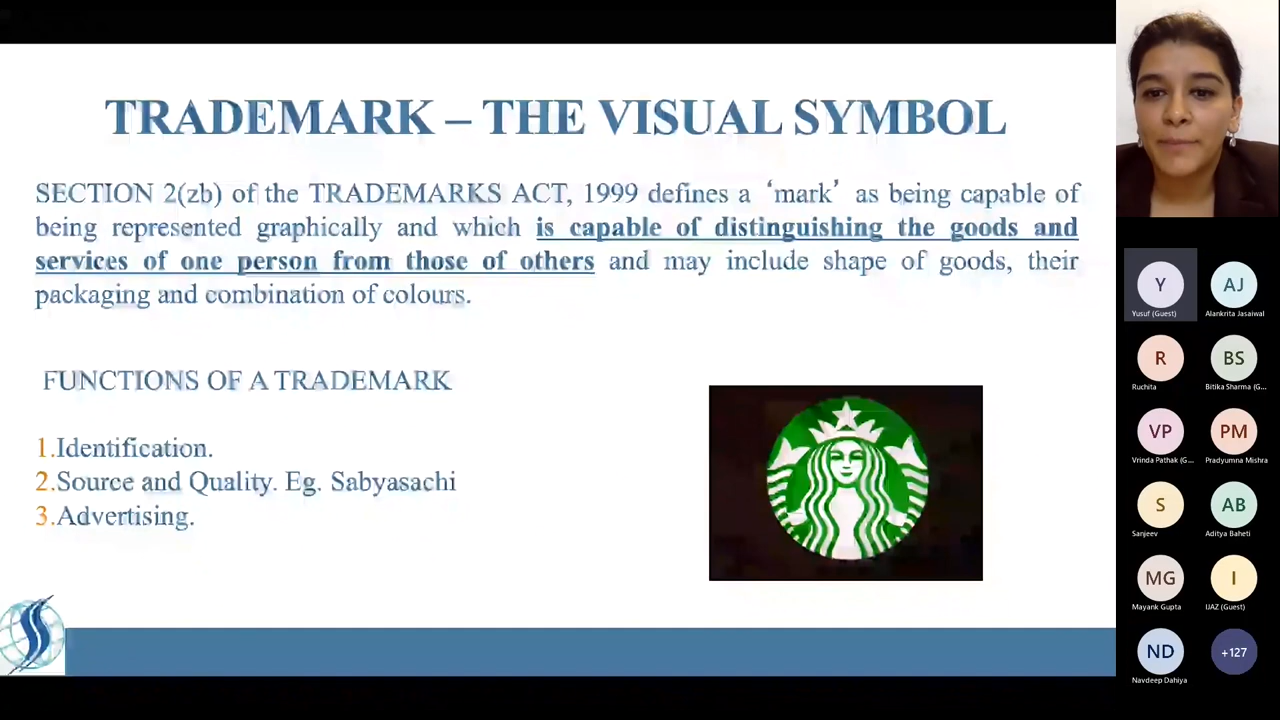 TRADEMARK – THE VISUAL SYMBOL
SECTION 2(zb) of the TRADEMARKS ACT, 1999 defines a ‘mark’ as being capable of
being represented graphically and which is capable of distinguishing the goods and
services of one person from those of others and may include shape of goods, their
packaging and combination of colours.
FUNCTIONS OF A TRADEMARK
1.Identification.
2.Source and Quality. Eg. Sabyasachi
3.Advertising.
Y
Yusuf (Guest)
AJ
Alankrita Jasaiwal
R
Ruchita
BS
Bitika Sharma (G...
VP
Vrinda Pathak (G...
PM
Pradyumna Mishra
S
Sanjeev
AB
Aditya Baheti
MG
Mayank Gupta
I
IJAZ (Guest)
ND
Navdeep Dahiya
+127